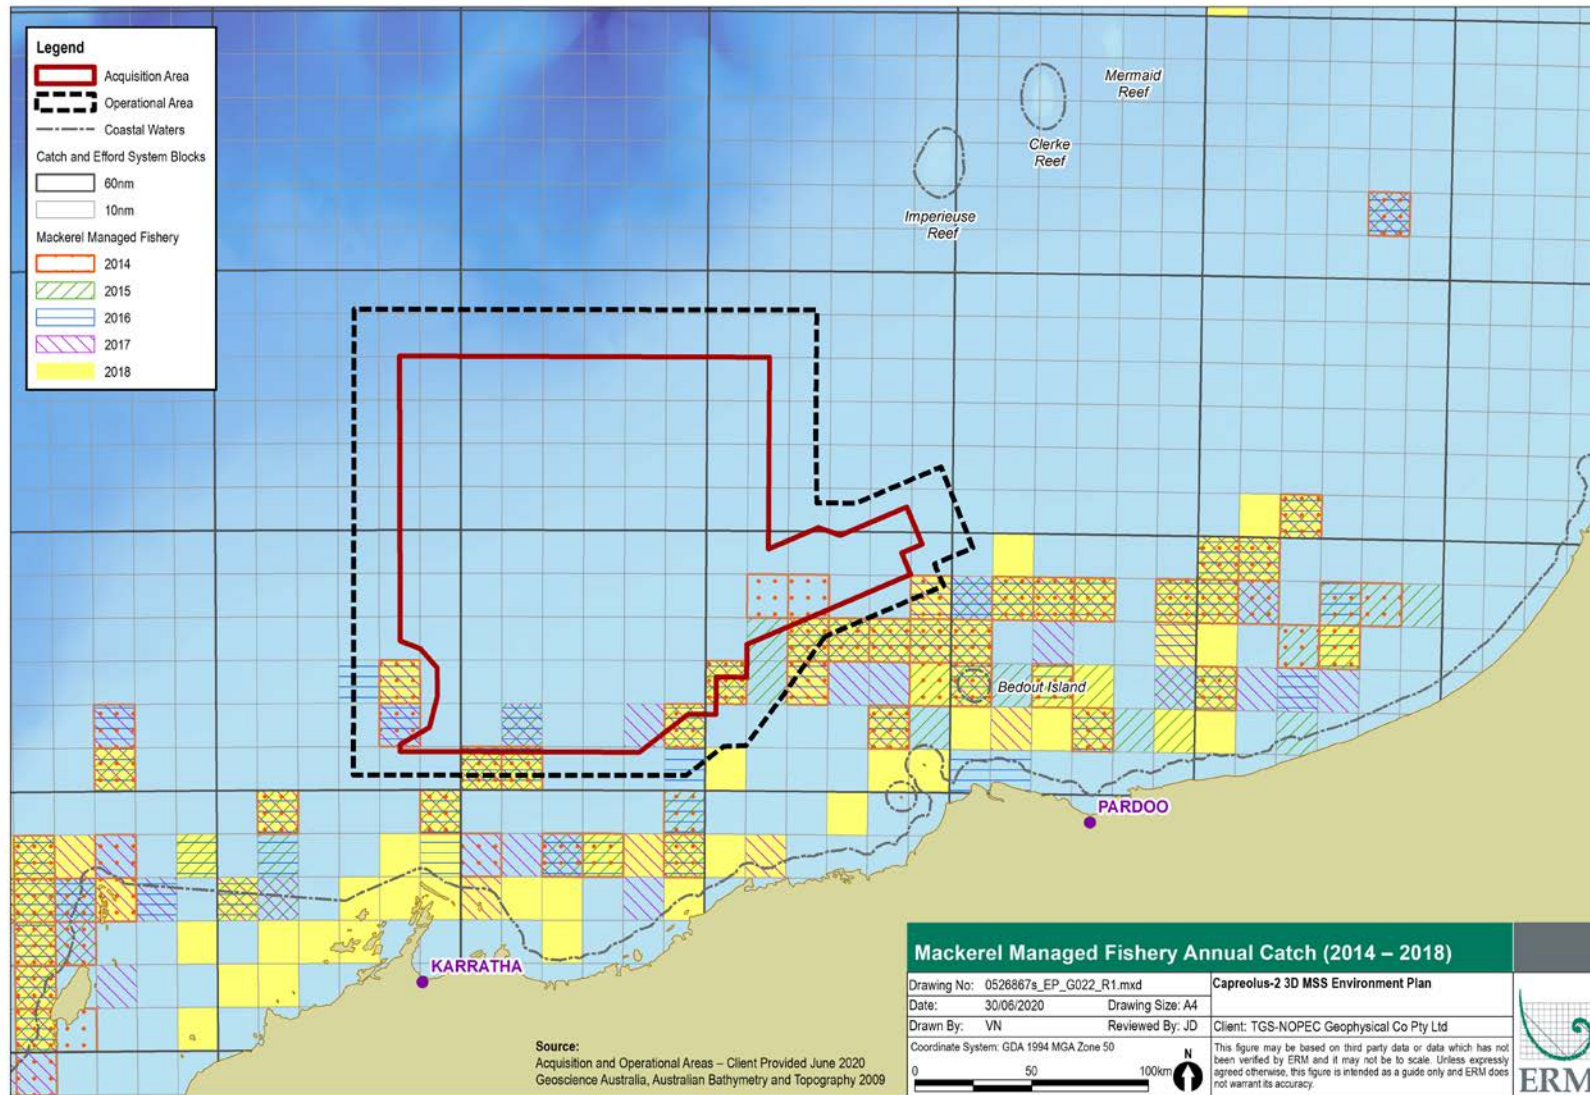 Legend
Acquisition Area
Operational Area
Coastal Waters
Catch and Efford System Blocks
60nm
10nm
Mackerel Managed Fishery
2014
2015
2016
2017
2018
Mermaid
Reef
Clerke
Reef
Imperieuse
Reef
Bedout Island
PARDOO
KARRATHA
Source:
Acquisition and Operational Areas – Client Provided June 2020
Geoscience Australia, Australian Bathymetry and Topography 2009
Mackerel Managed Fishery Annual Catch (2014 – 2018)
Drawing No: 0526867s_EP_G022_R1.mxd
Date: 30/06/2020 Drawing Size: A4
Drawn By: VN Reviewed By: JD
Coordinate System: GDA 1994 MGA Zone 50
0 50 100km
N
Capreolus-2 3D MSS Environment Plan
Client: TGS-NOPEC Geophysical Co Pty Ltd
This figure may be based on third party data or data which has not
been verified by ERM and it may not be to scale. Unless expressly
agreed otherwise, this figure is intended as a guide only and ERM does
not warrant its accuracy.
ERM